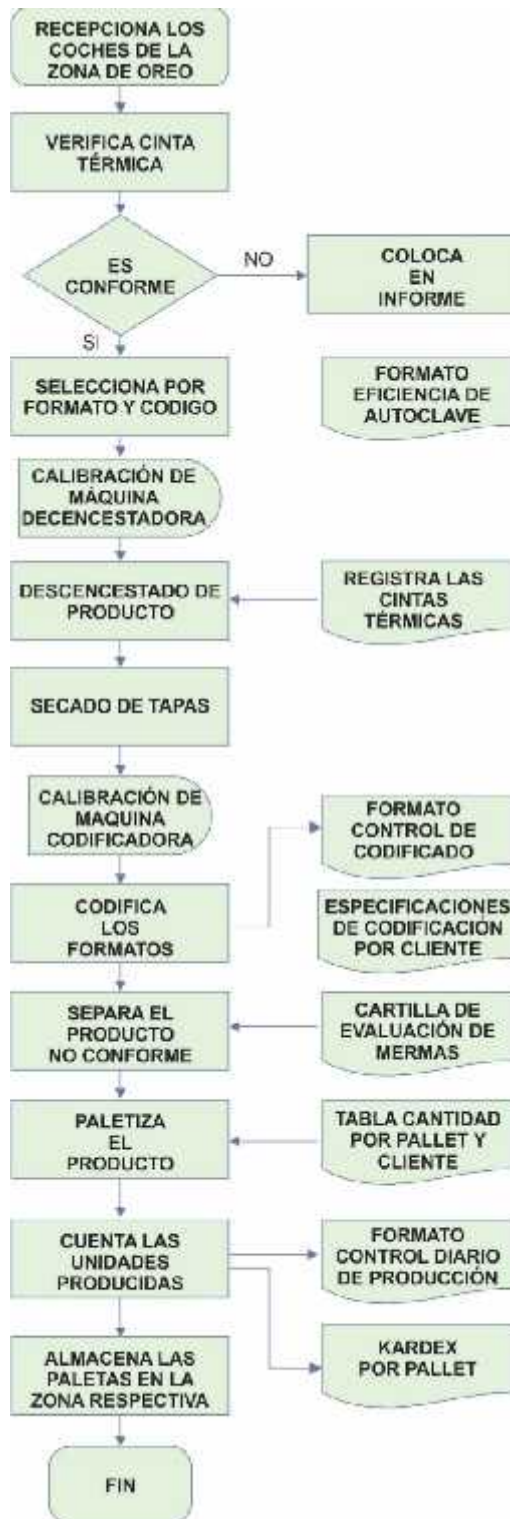 RECEPCIONA LOS
COCHES DE LA
ZONA DE OREO
VERIFICA CINTA
TÉRMICA
ES
CONFORME
NO
COLOCA
EN
INFORME
SI
SELECCIONA POR
FORMATO Y CODIGO
FORMATO
EFICIENCIA DE
AUTOCLAVE
CALIBRACIÓN DE
MÁQUINA
DECENCESTADORA
DESCENCESTADO DE
PRODUCTO
REGISTRA LAS
CINTAS
TÉRMICAS
SECADO DE TAPAS
CALIBRACIÓN DE
MAQUINA
CODIFICADORA
FORMATO
CONTROL DE
CODIFICADO
CODIFICA
LOS
FORMATOS
ESPECIFICACIONES
DE CODIFICACIÓN
POR CLIENTE
SEPARA EL
PRODUCTO
NO CONFORME
CARTILLA DE
EVALUACIÓN DE
MERMAS
PALETIZA
EL
PRODUCTO
TABLA CANTIDAD
POR PALLET Y
CLIENTE
CUENTA LAS
UNIDADES
PRODUCIDAS
FORMATO
CONTROL DIARIO
DE PRODUCCIÓN
ALMACENA LAS
PALETAS EN LA
ZONA RESPECTIVA
KARDEX
POR PALLET
FIN